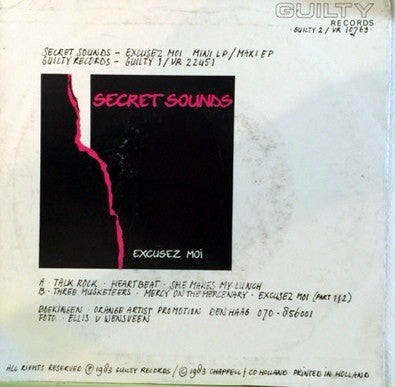 GUILTY
RECORDS
· GUILTY 2 / VR 10763 ·
SECRET SOUNDS - EXCUSEZ MOI MINI LP / MAXI EP
GUILTY RECORDS - GUILTY 1 / VR 22451
SECRET SOUNDS
EXCUSEZ MOI
A · TALK ROCK · HEARTBEAT · SHE MAKES MY LUNCH
B · THREE MUSKETEERS · MERCY ON THE MERCENARY · EXCUSEZ MOI (PART 1&2)
BOEKINGEN · ORANGE ARTIST PROMOTION DEN HAAG 070-856001
FOTO · ELLIS V WENSVEEN
ALL RIGHTS RESERVED Ⓟ 1983 GUILTY RECORDS / © 1983 CHAPPELL / CD HOLLAND · PRINTED IN HOLLAND